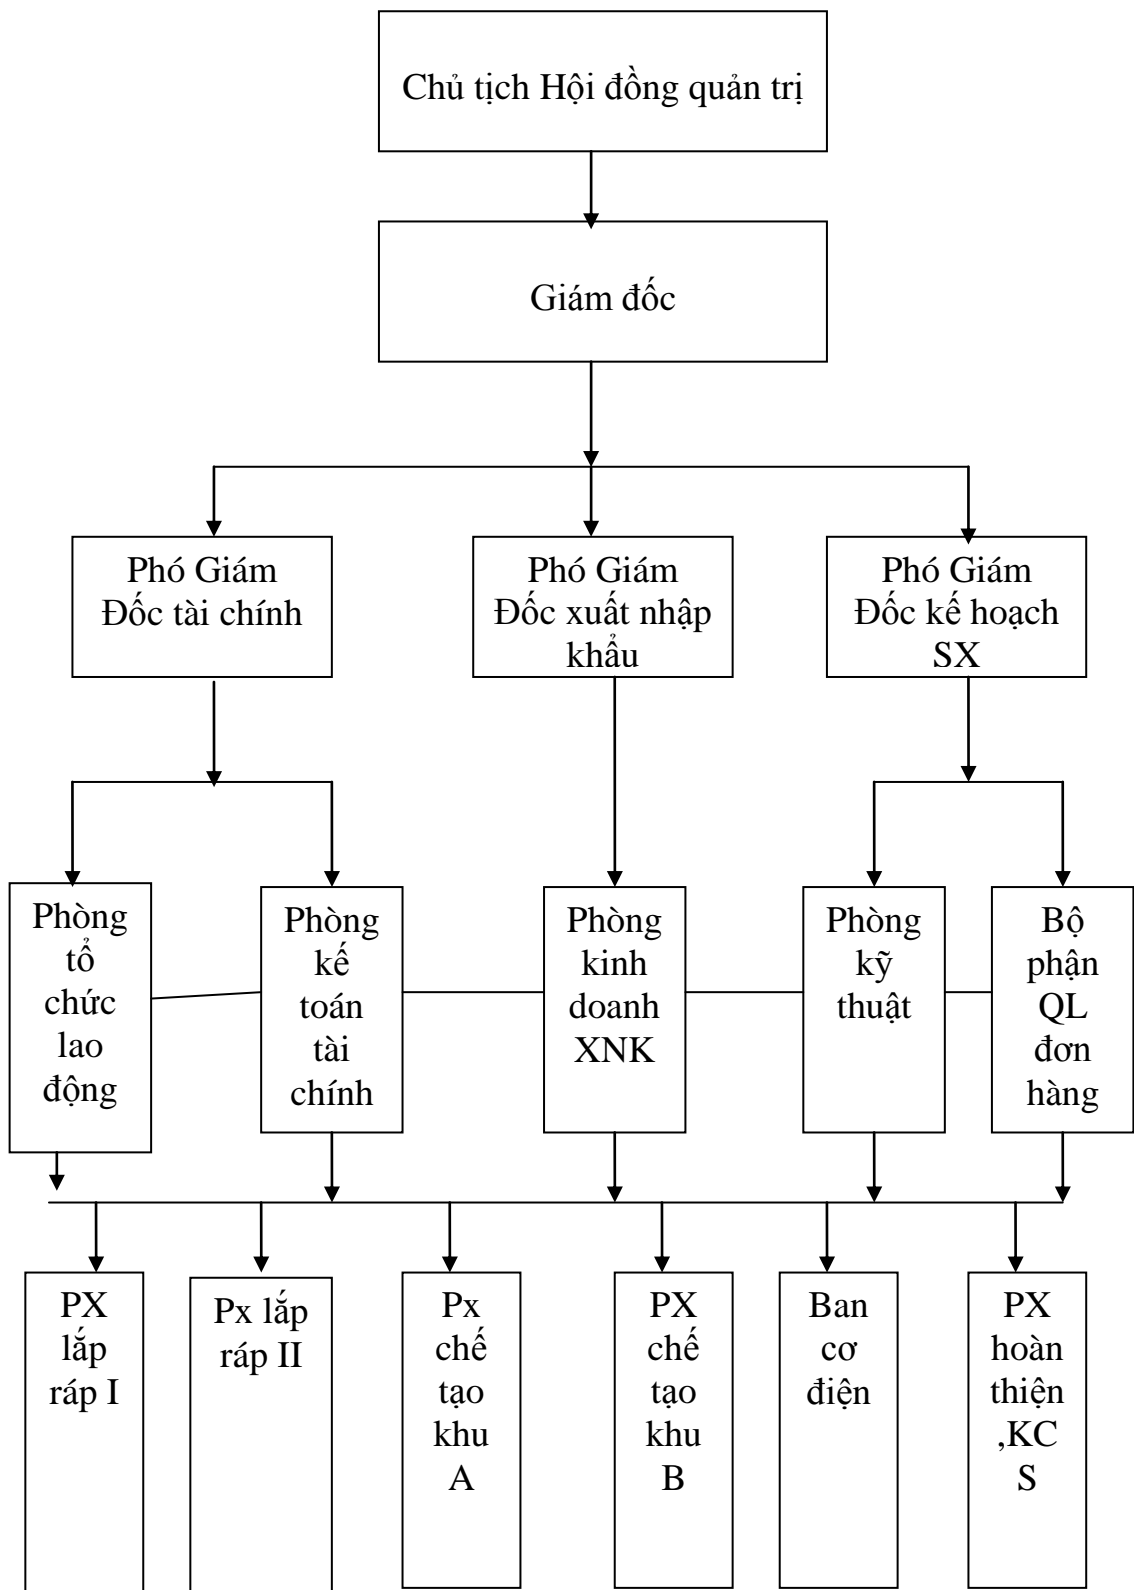 Chủ tịch Hội đồng quản trị
Giám đốc
Phó Giám
Đốc tài chính
Phó Giám
Đốc xuất nhập
khẩu
Phó Giám
Đốc kế hoạch
SX
Phòng
tổ
chức
lao
động
Phòng
kế
toán
tài
chính
Phòng
kinh
doanh
XNK
Phòng
kỹ
thuật
Bộ
phận
QL
đơn
hàng
PX
lắp
ráp I
Px lắp
ráp II
Px
chế
tạo
khu
A
PX
chế
tạo
khu
B
Ban
cơ
điện
PX
hoàn
thiện
,KC
S